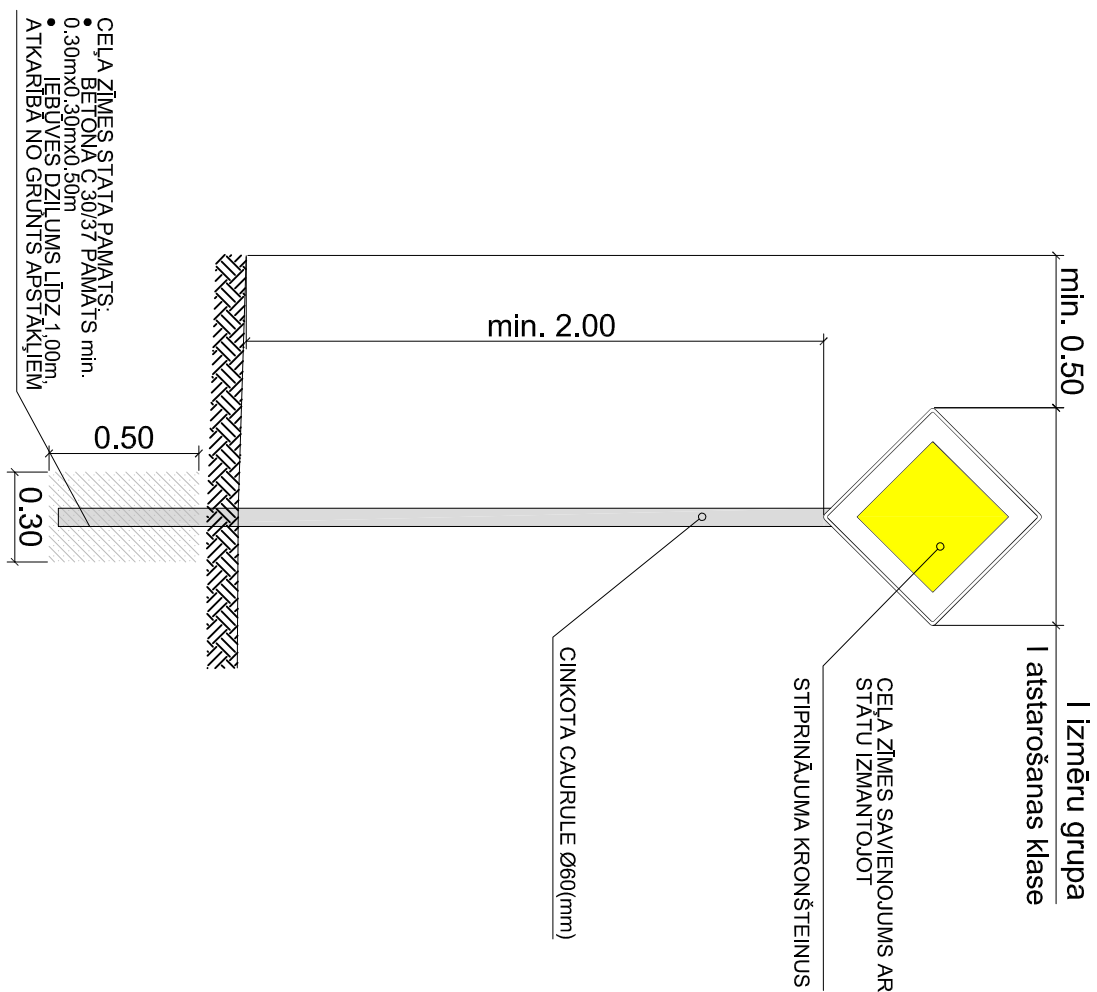 I izmēru grupa
I atstarošanas klase
min. 0.50
CEĻA ZĪMES SAVIENOJUMS AR
STATU IZMANTOJOT
STIPRINĀJUMA KRONŠTEINUS
min. 2.00
CINKOTA CAURULE Ø60(mm)
0.50
0.30
CEĻA ZĪMES STATA PAMATS:
• BETONA C 30/37 PAMATS min.
0.30mx0.30mx0.50m
• IEBŪVES DZIĻUMS LĪDZ 1,00m,
ATKARĪBĀ NO GRUNTS APSTĀKĻIEM